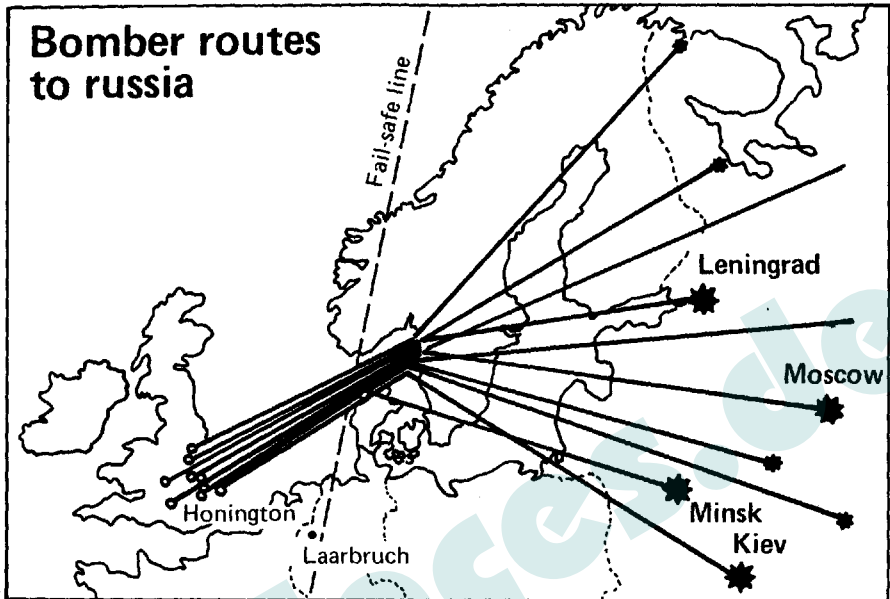 Bomber routes
to russia
Fail-safe line
Leningrad
Moscow
Honington
Minsk
Laarbruch
Kiev